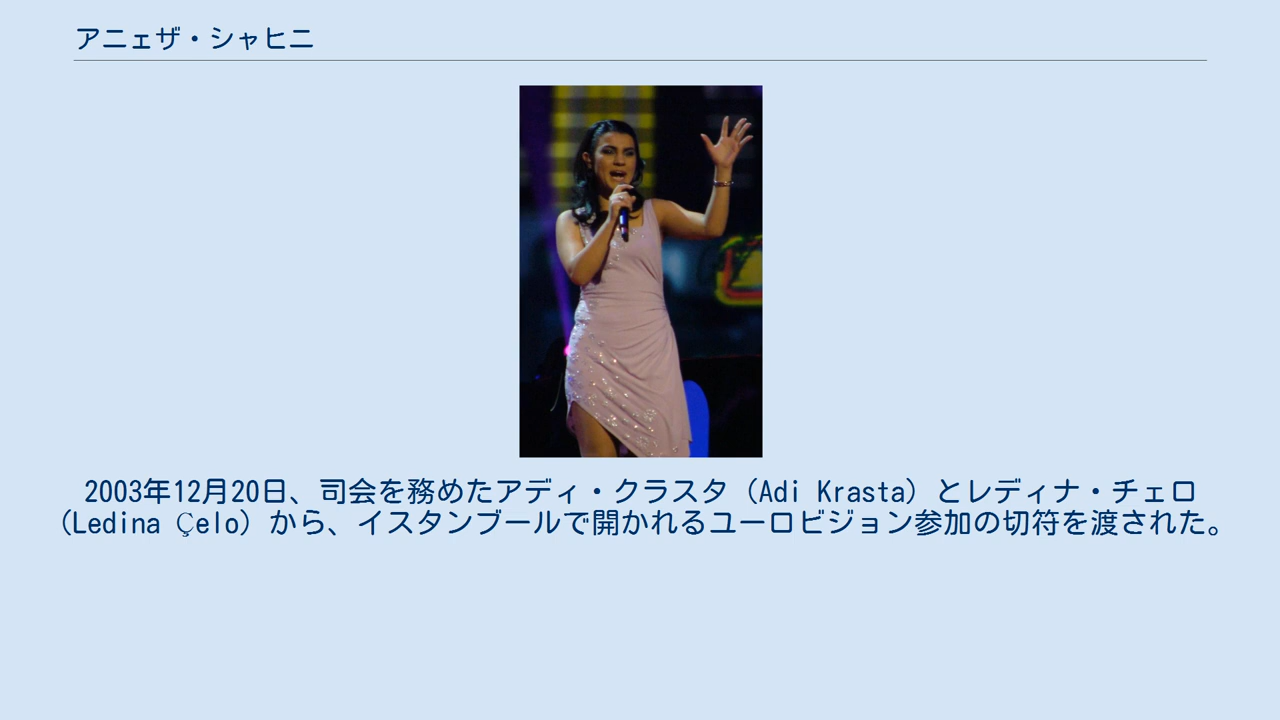 アニェザ・シャヒニ
2003年12月20日、司会を務めたアディ・クラスタ（Adi Krasta）とレディナ・チェロ
（Ledina Çelo）から、イスタンブールで開かれるユーロビジョン参加の切符を渡された。